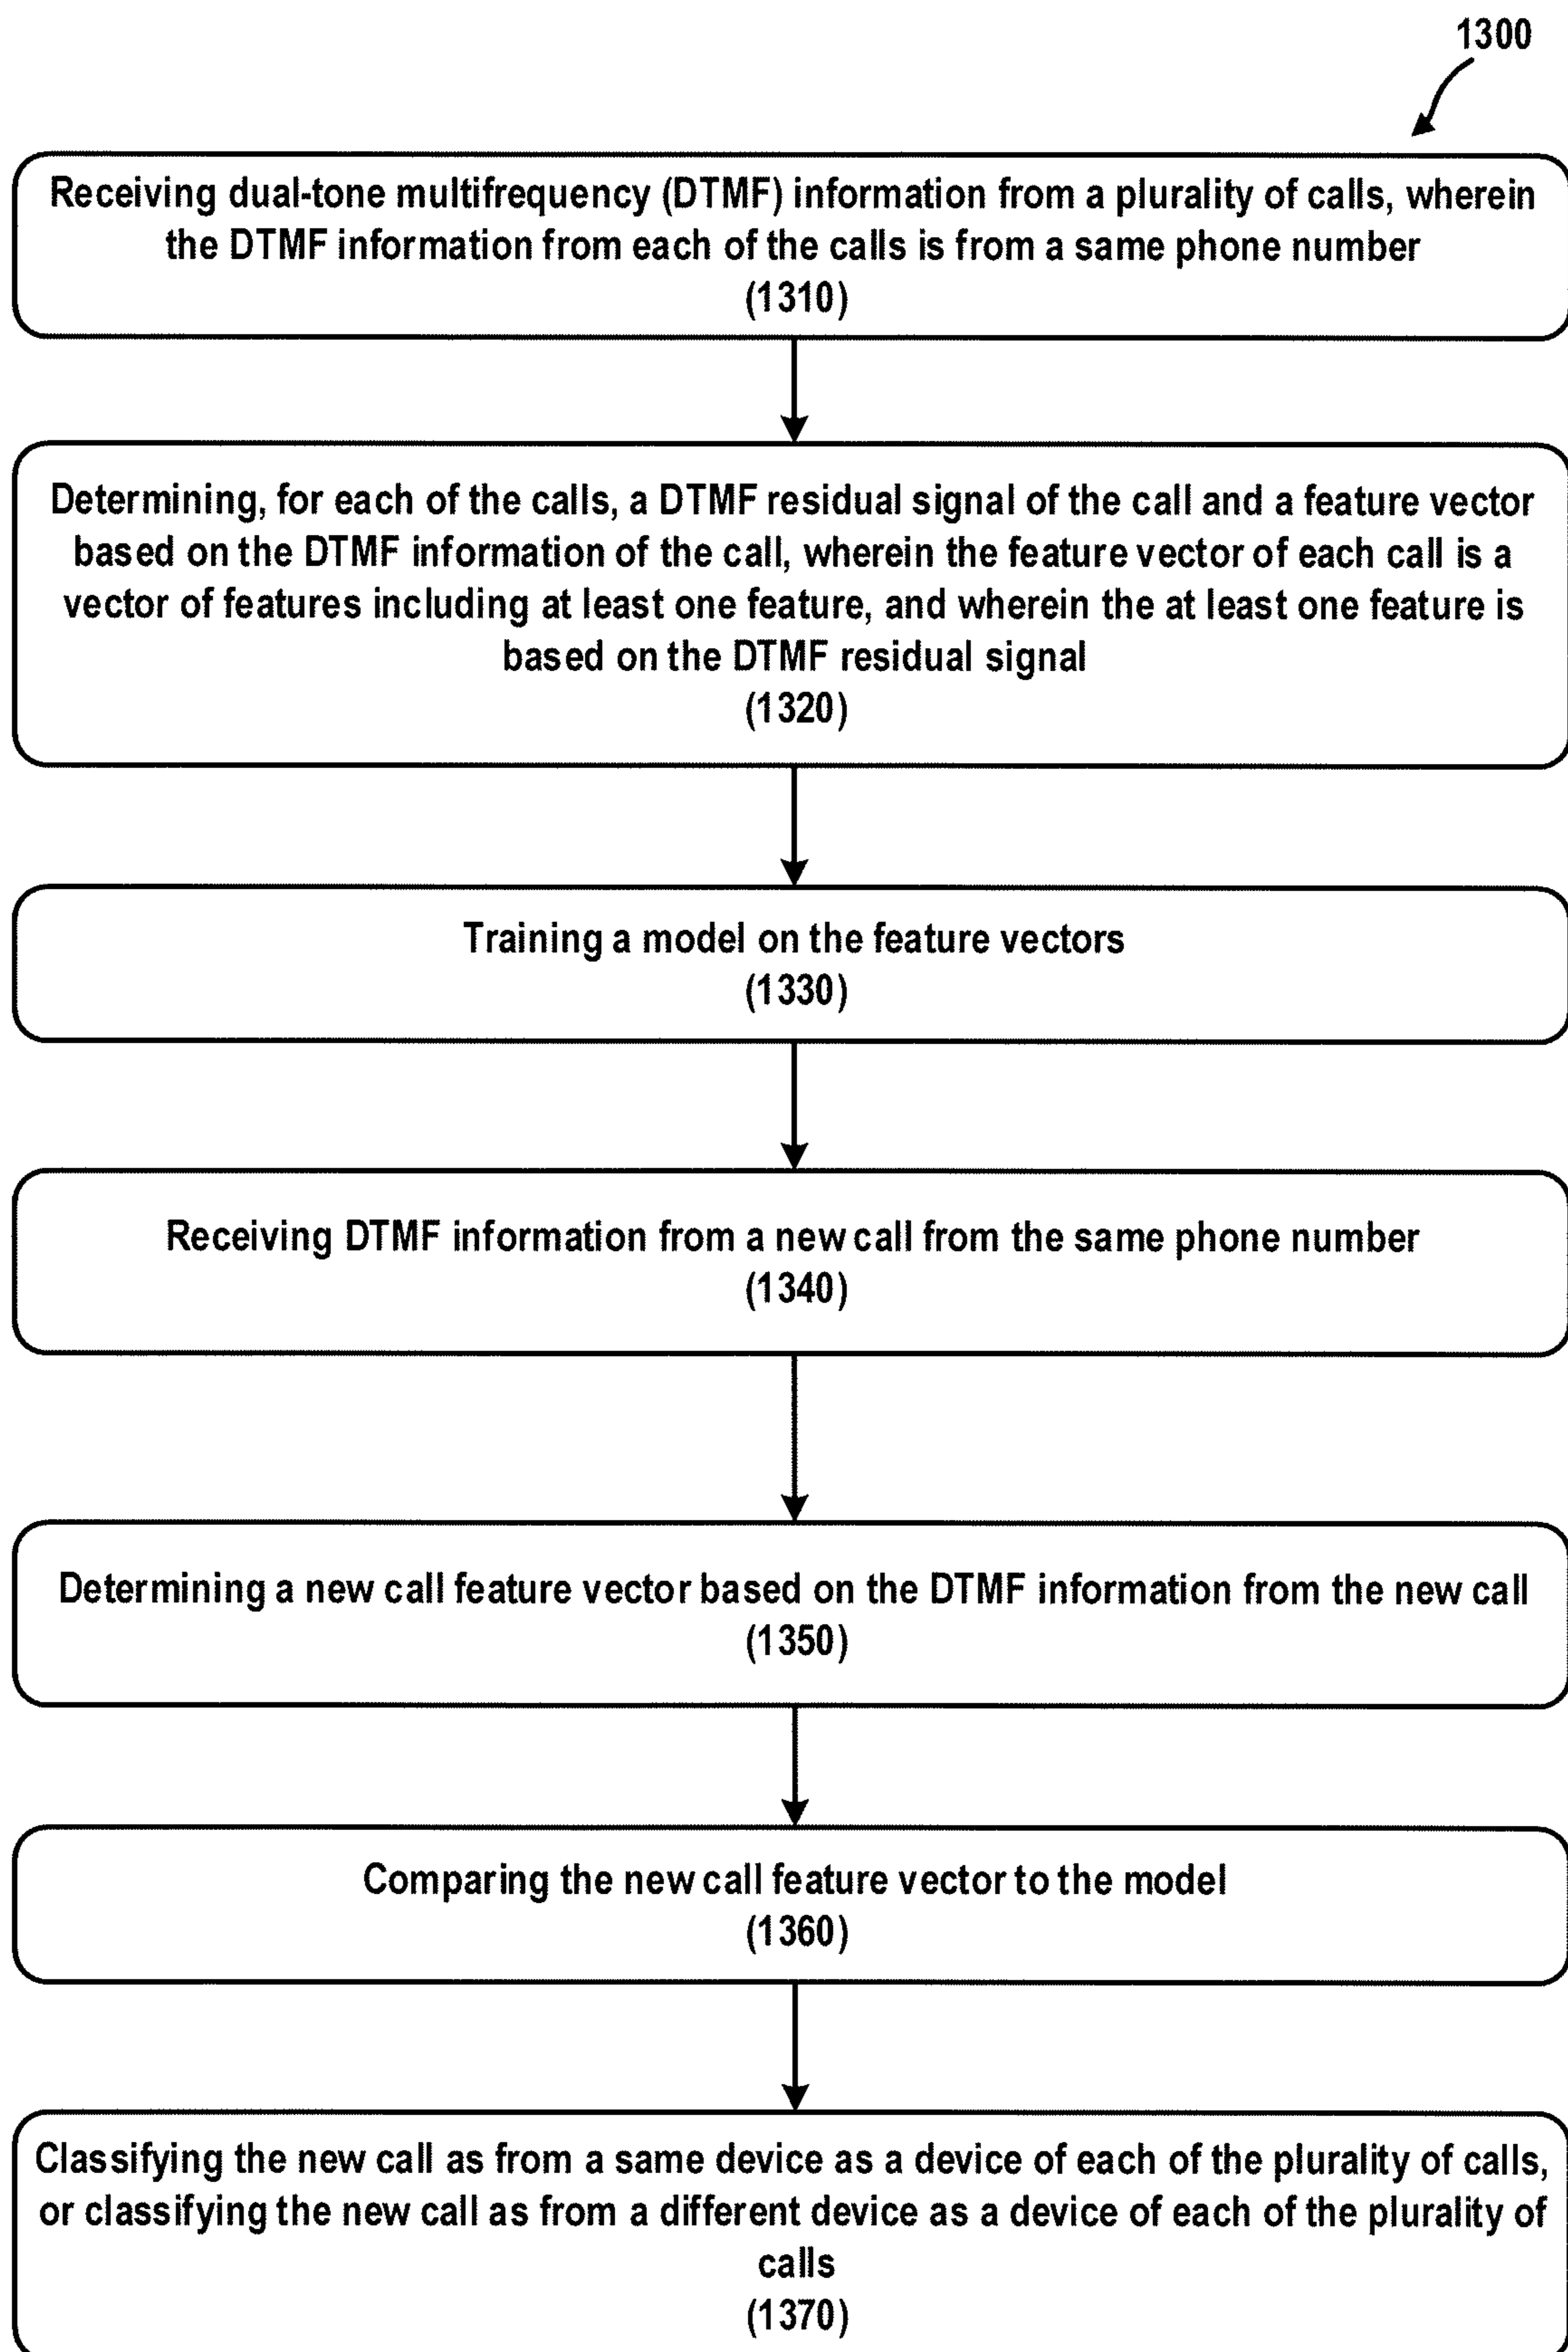 1300
Receiving dual-tone multifrequency (DTMF) information from a plurality of calls, wherein
the DTMF information from each of the calls is from a same phone number
(1310)
Determining, for each of the calls, a DTMF residual signal of the call and a feature vector
based on the DTMF information of the call, wherein the feature vector of each call is a
vector of features including at least one feature, and wherein the at least one feature is
based on the DTMF residual signal
(1320)
Training a model on the feature vectors
(1330)
Receiving DTMF information from a new call from the same phone number
(1340)
Determining a new call feature vector based on the DTMF information from the new call
(1350)
Comparing the new call feature vector to the model
(1360)
Classifying the new call as from a same device as a device of each of the plurality of calls,
or classifying the new call as from a different device as a device of each of the plurality of
calls
(1370)